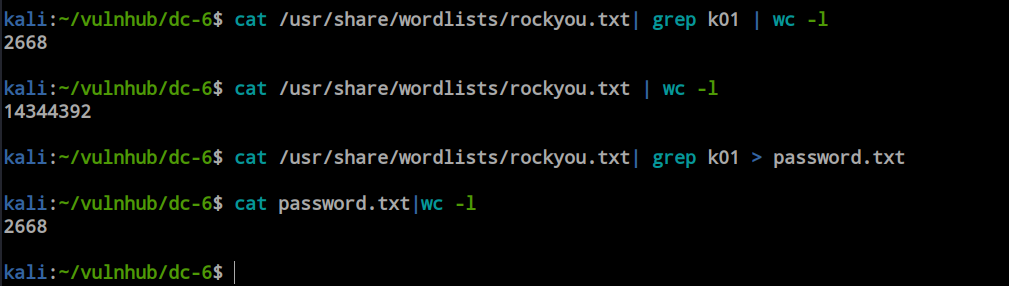 kali:~/vulnhub/dc-6$ cat /usr/share/wordlists/rockyou.txt| grep k01 | wc -l
2668
kali:~/vulnhub/dc-6$ cat /usr/share/wordlists/rockyou.txt | wc -l
14344392
kali:~/vulnhub/dc-6$ cat /usr/share/wordlists/rockyou.txt| grep k01 > password.txt
kali:~/vulnhub/dc-6$ cat password.txt|wc -l
2668
kali:~/vulnhub/dc-6$